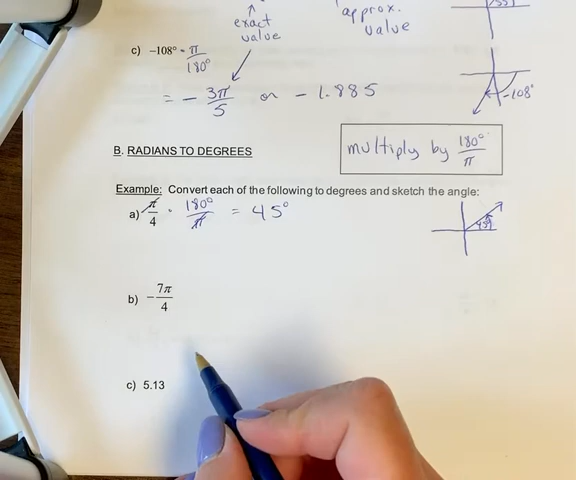 ↑
exact
value
approx.
value
c) -108° · π/180°
= - 3π/5 or - 1.885
-108°
B. RADIANS TO DEGREES
multiply by 180°/π
Example: Convert each of the following to degrees and sketch the angle:
a) π/4 · 180°/π = 45°
45°
b) - 7π/4
c) 5.13